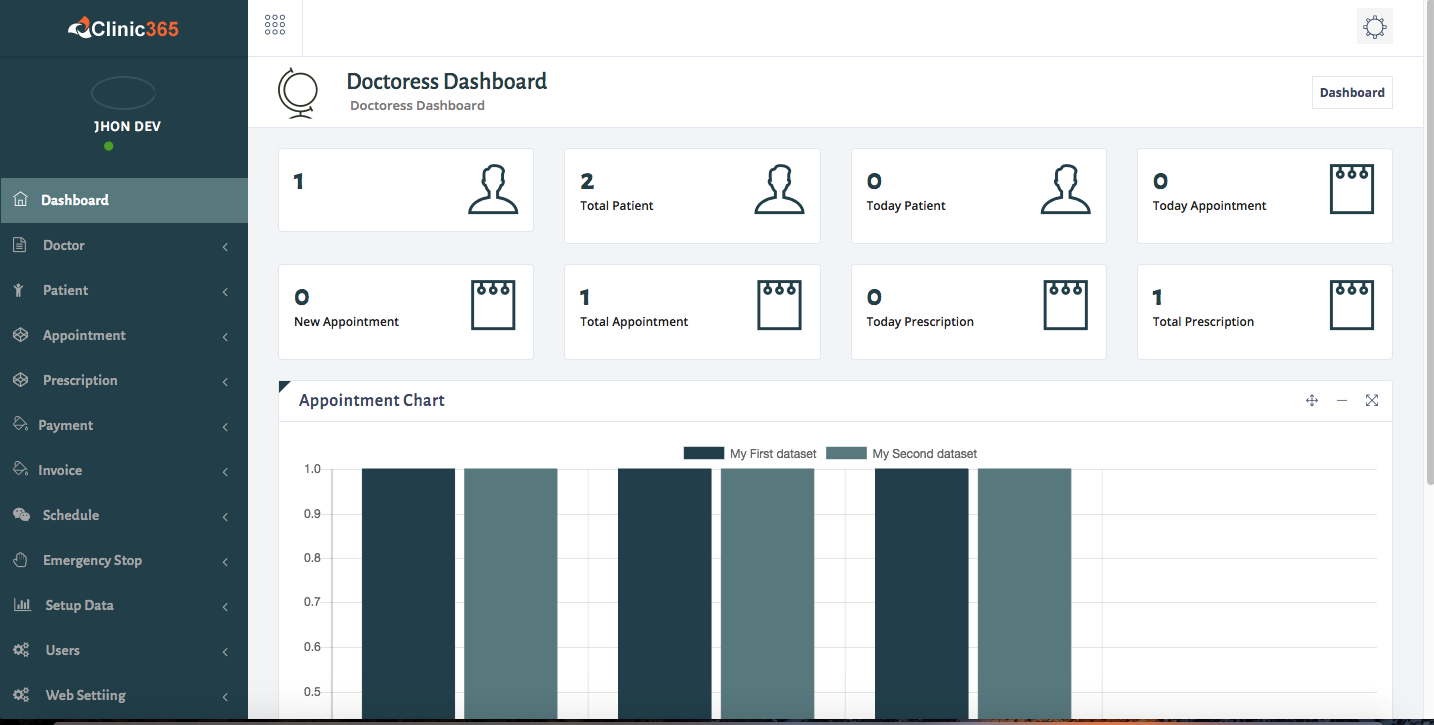 Clinic365
JHON DEV
Dashboard
Doctor
Patient
Appointment
Prescription
Payment
Invoice
Schedule
Emergency Stop
Setup Data
Users
Web Settiing
Doctoress Dashboard
Doctoress Dashboard
Dashboard
1
2
Total Patient
0
Today Patient
0
Today Appointment
0
New Appointment
1
Total Appointment
0
Today Prescription
1
Total Prescription
Appointment Chart
My First dataset
My Second dataset
1.0
0.9
0.8
0.7
0.6
0.5